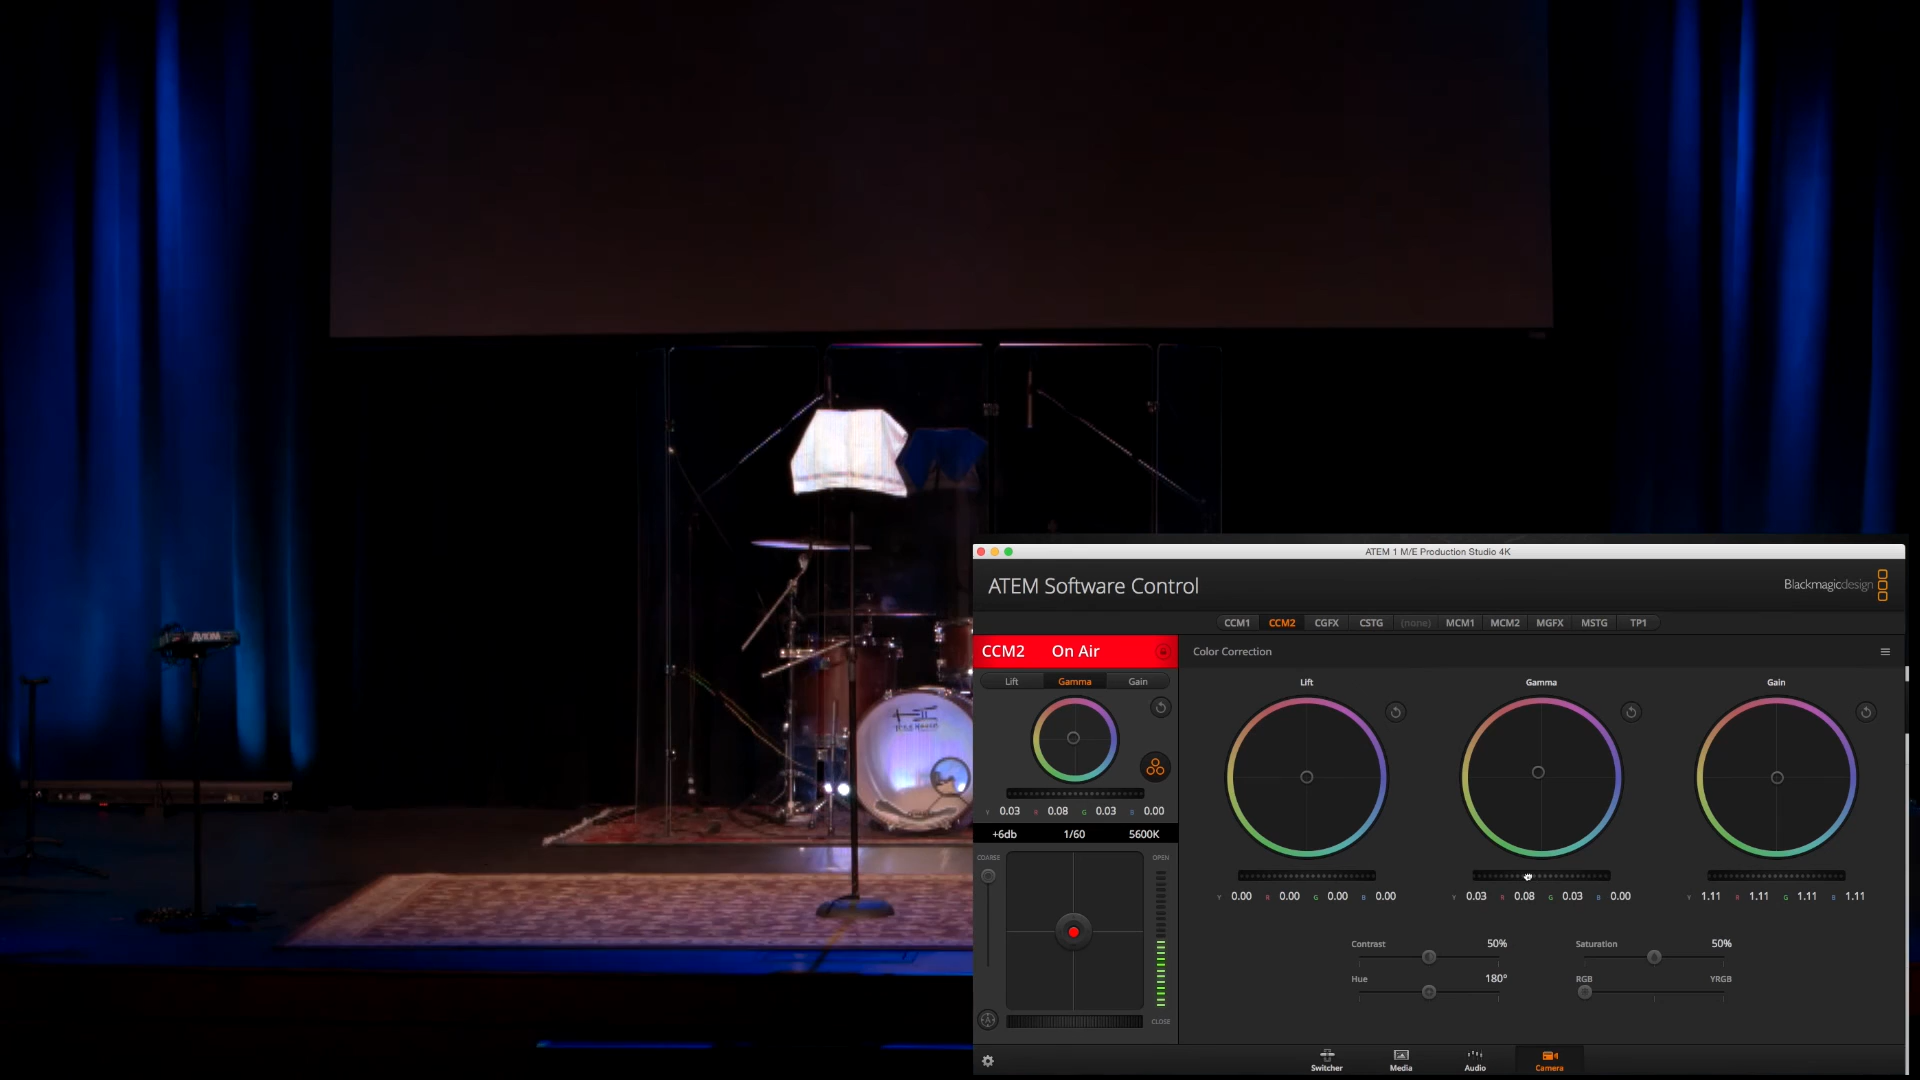 AVIOM
ATEM 1 M/E Production Studio 4K
ATEM Software Control
Blackmagicdesign
CCM1 CCM2 CGFX CSTG (none) MCM1 MCM2 MGFX MSTG TP1
CCM2 On Air
Color Correction
Lift Gamma Gain
Lift Gamma Gain
Y 0.03 R 0.08 G 0.03 B 0.00
+6db 1/60 5600K
COARSE OPEN
Y 0.00 R 0.00 G 0.00 B 0.00
Y 0.03 R 0.08 G 0.03 B 0.00
Y 1.11 R 1.11 G 1.11 B 1.11
Contrast 50%
Saturation 50%
Hue 180°
RGB YRGB
CLOSE
Switcher Media Audio Camera